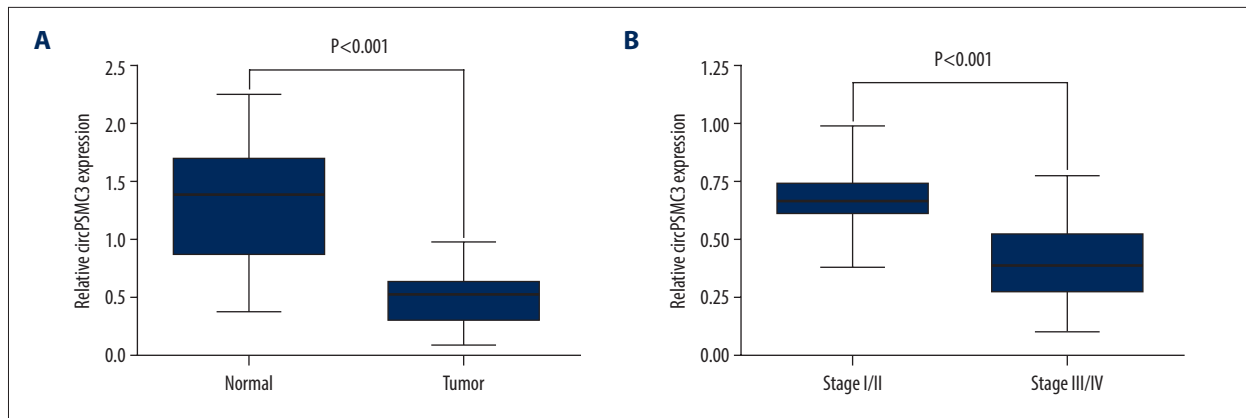 A
P<0.001
Relative circPSMC3 expression
2.5
2.0
1.5
1.0
0.5
0.0
Normal
Tumor
B
P<0.001
Relative circPSMC3 expression
1.25
1.00
0.75
0.50
0.25
0.00
Stage I/II
Stage III/IV